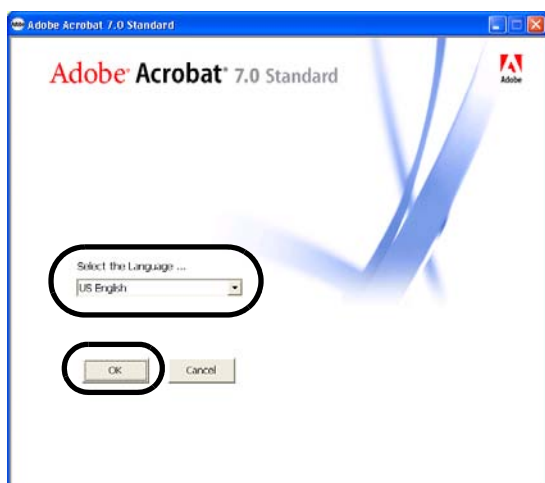 Adobe Acrobat 7.0 Standard
Adobe® Acrobat® 7.0 Standard
Adobe
Select the Language ...
US English
OK
Cancel